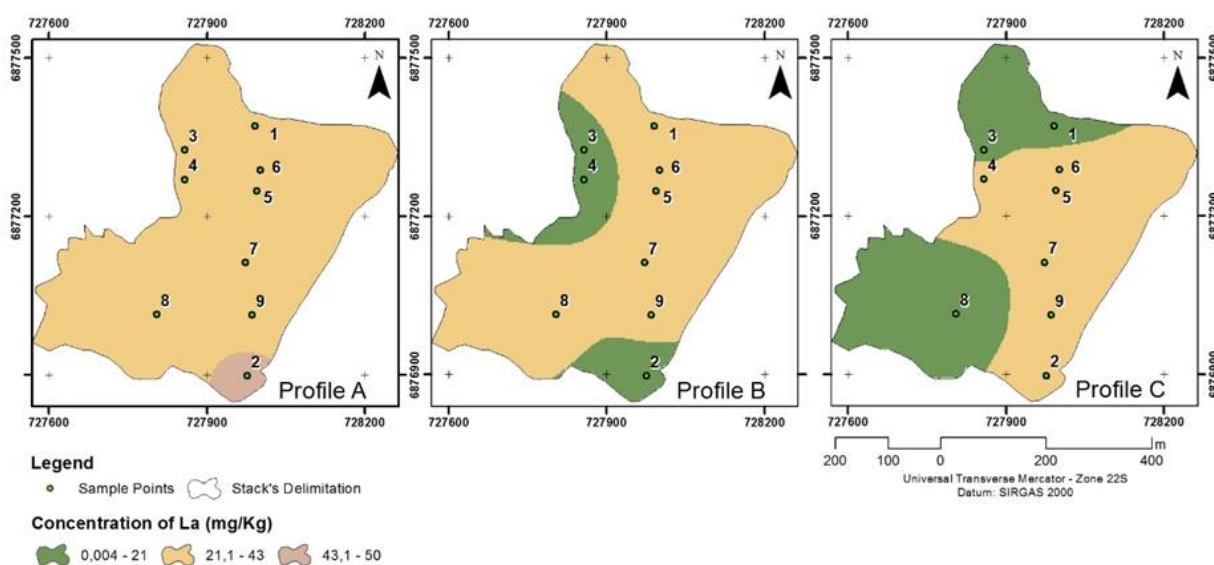 727600 727900 728200
727600 727900 728200
727600 727900 728200
6877500
6877200
6876900
N
1
2
3
4
5
6
7
8
9
Profile A
6877500
6877200
6876900
N
1
2
3
4
5
6
7
8
9
Profile B
6877500
6877200
6876900
N
1
2
3
4
5
6
7
8
9
Profile C
6877500
6877200
6876900
727600 727900 728200
727600 727900 728200
727600 727900 728200
Legend
Sample Points Stack's Delimitation
Concentration of La (mg/Kg)
0,004 - 21 21,1 - 43 43,1 - 50
200 100 0 200 400 m
Universal Transverse Mercator - Zone 22S
Datum: SIRGAS 2000